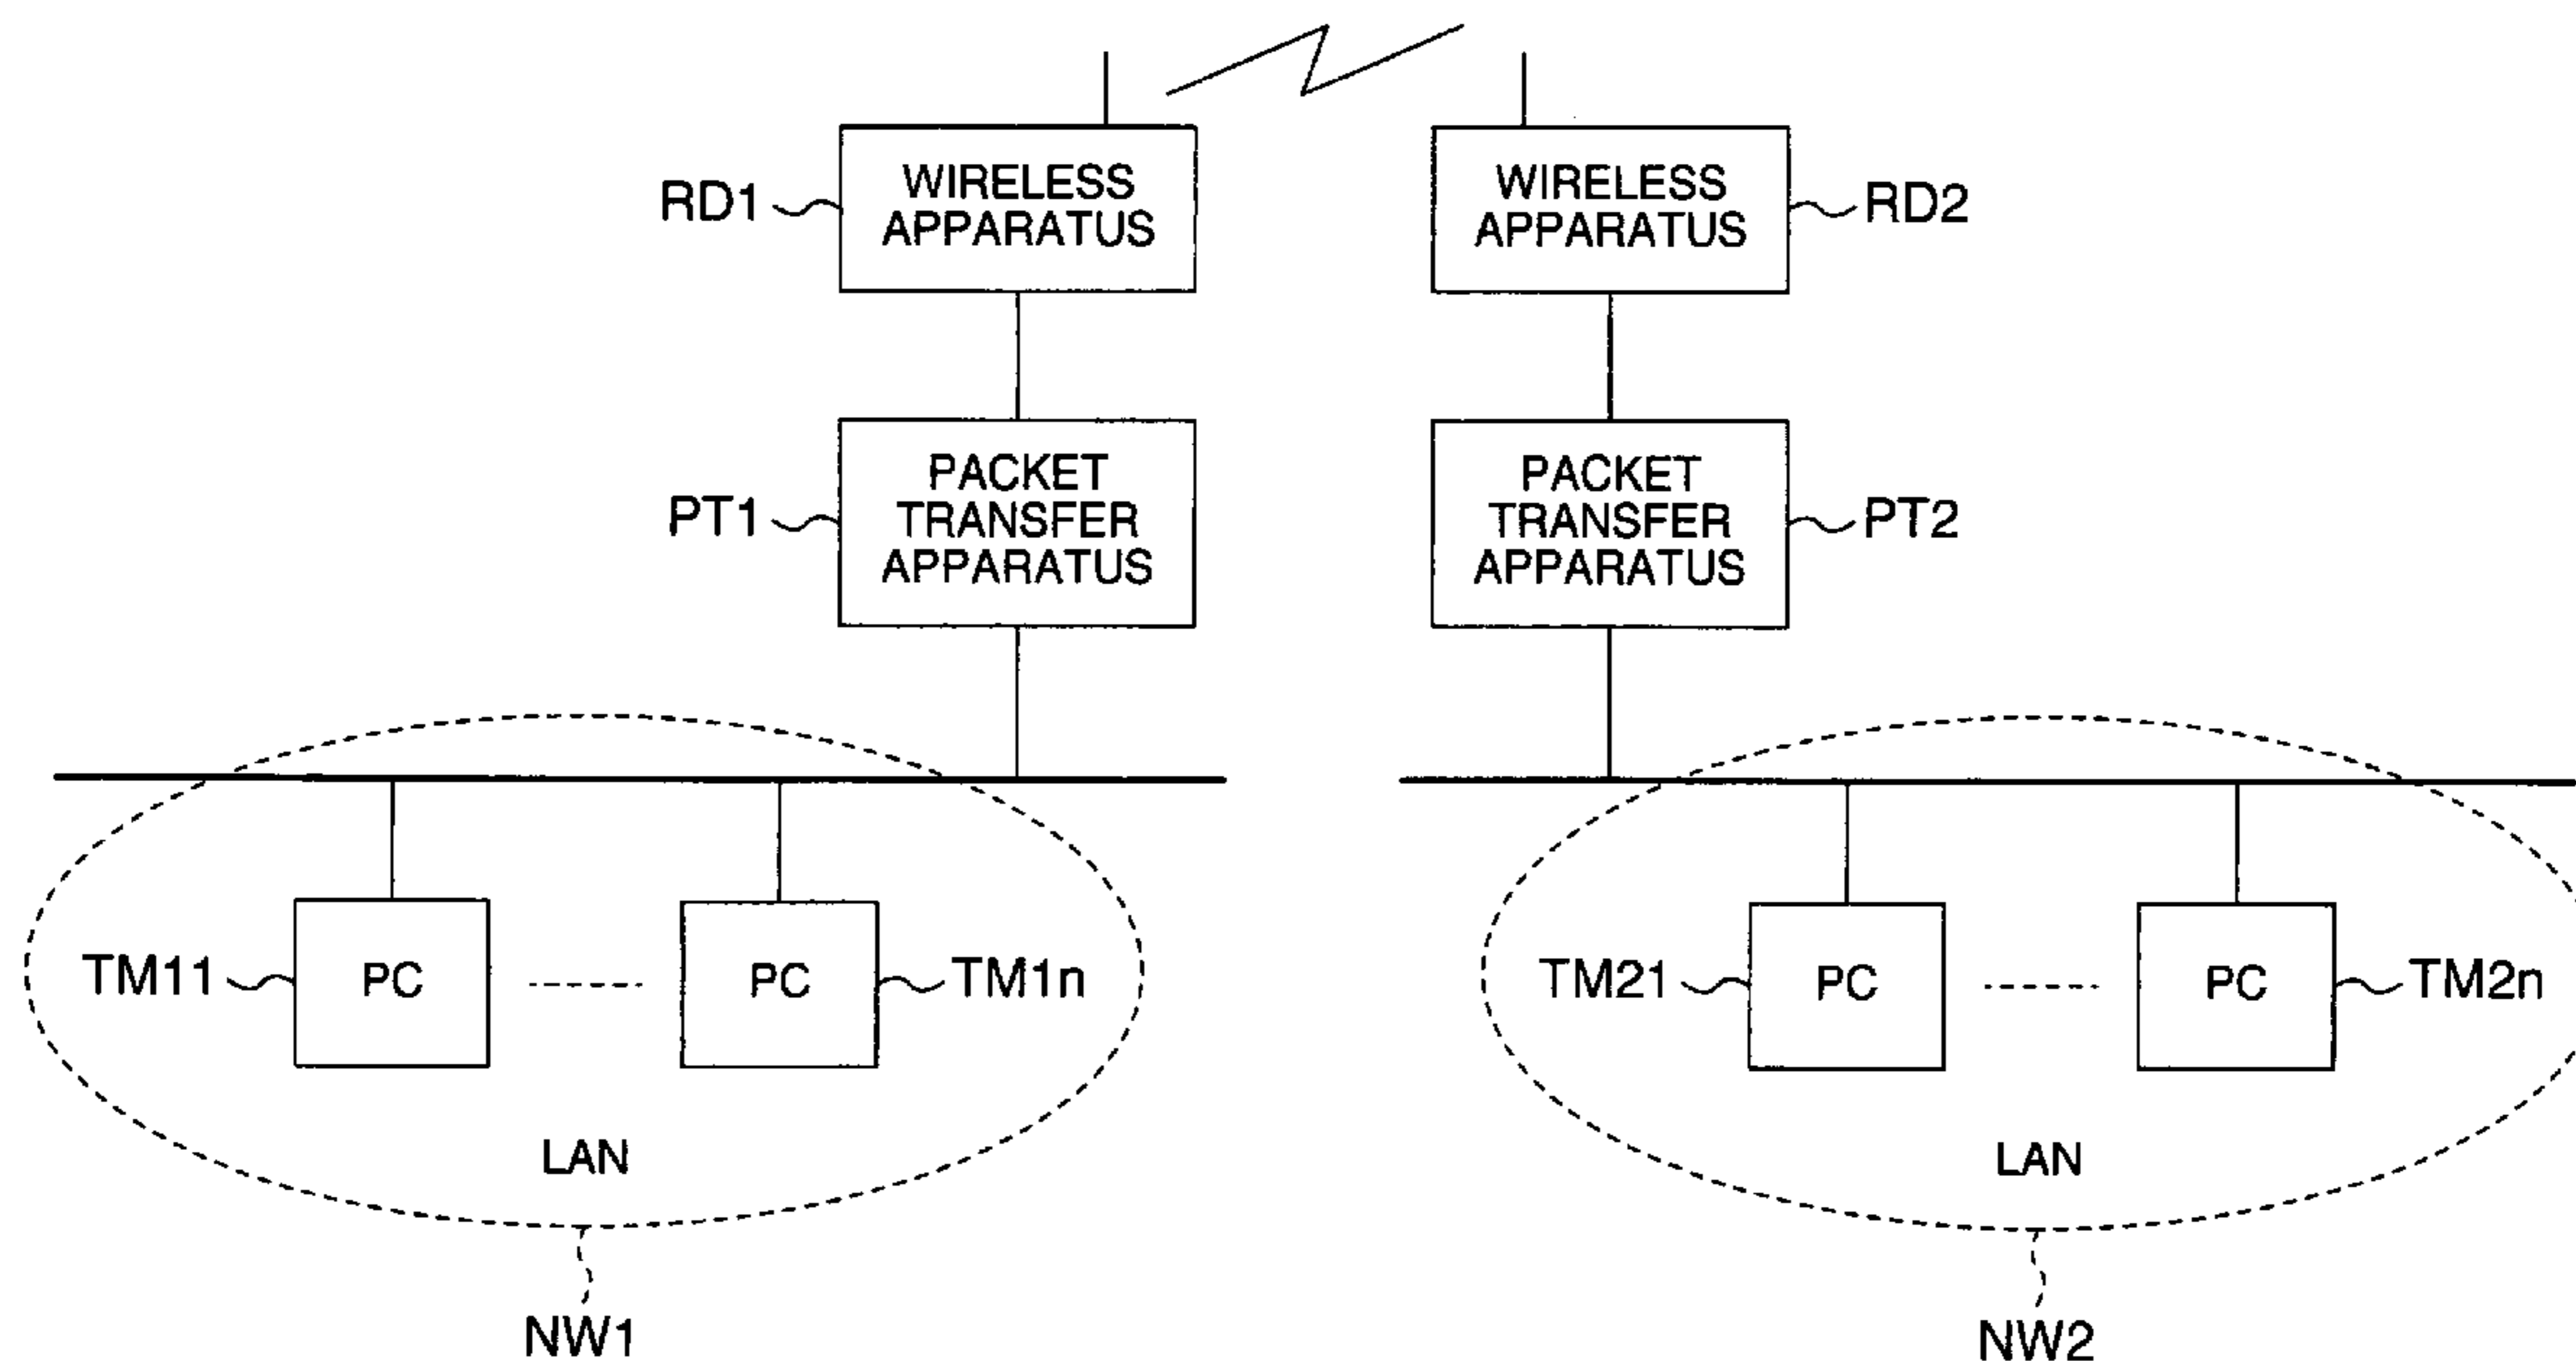 WIRELESS
APPARATUS
RD1
WIRELESS
APPARATUS
RD2
PACKET
TRANSFER
APPARATUS
PT1
PACKET
TRANSFER
APPARATUS
PT2
TM11
PC
PC
TM1n
TM21
PC
PC
TM2n
LAN
LAN
NW1
NW2